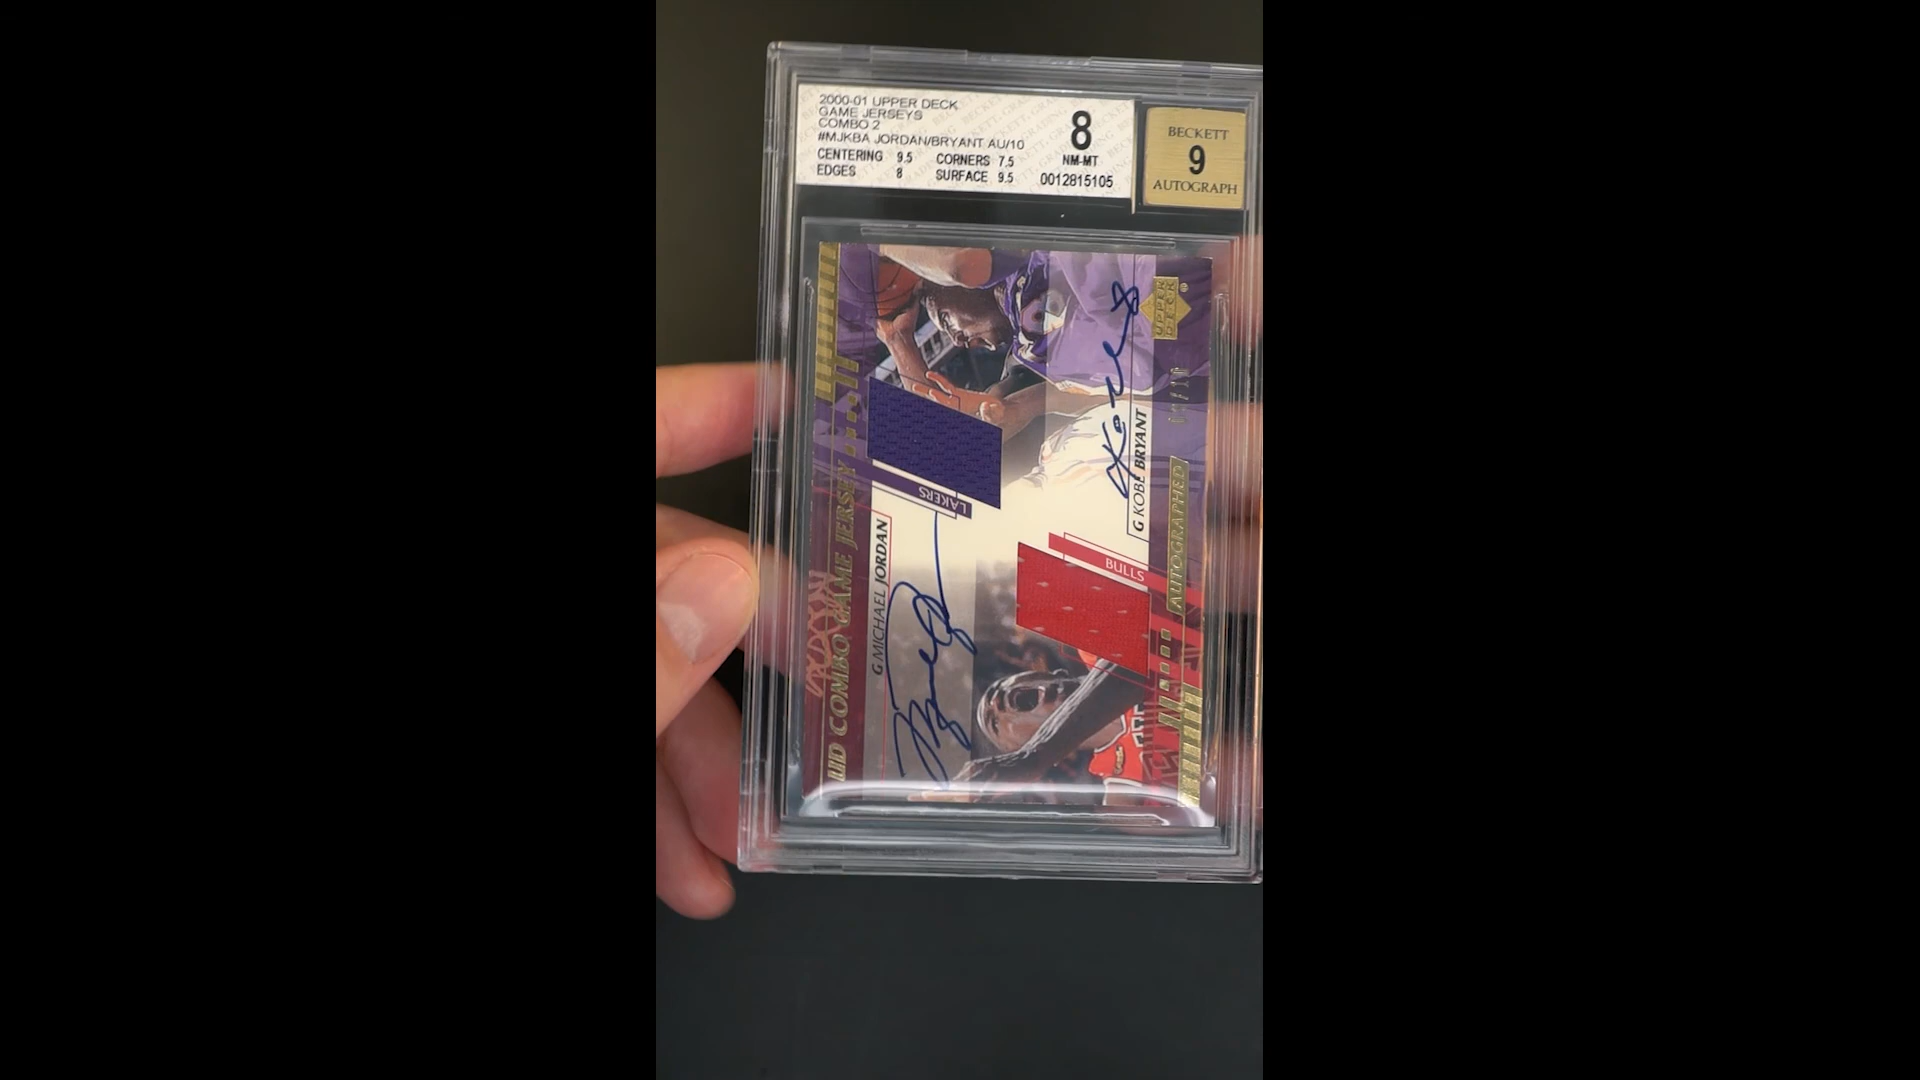 2000-01 UPPER DECK
GAME JERSEYS
COMBO 2
#MJKBA JORDAN/BRYANT AU/10
CENTERING 9.5 CORNERS 7.5
EDGES 8 SURFACE 9.5
8
NM-MT
0012815105
BECKETT
9
AUTOGRAPH
UD COMBO GAME JERSEY
LAKERS
G MICHAEL JORDAN
UPPER
DECK
G KOBE BRYANT
BULLS
AUTOGRAPHED